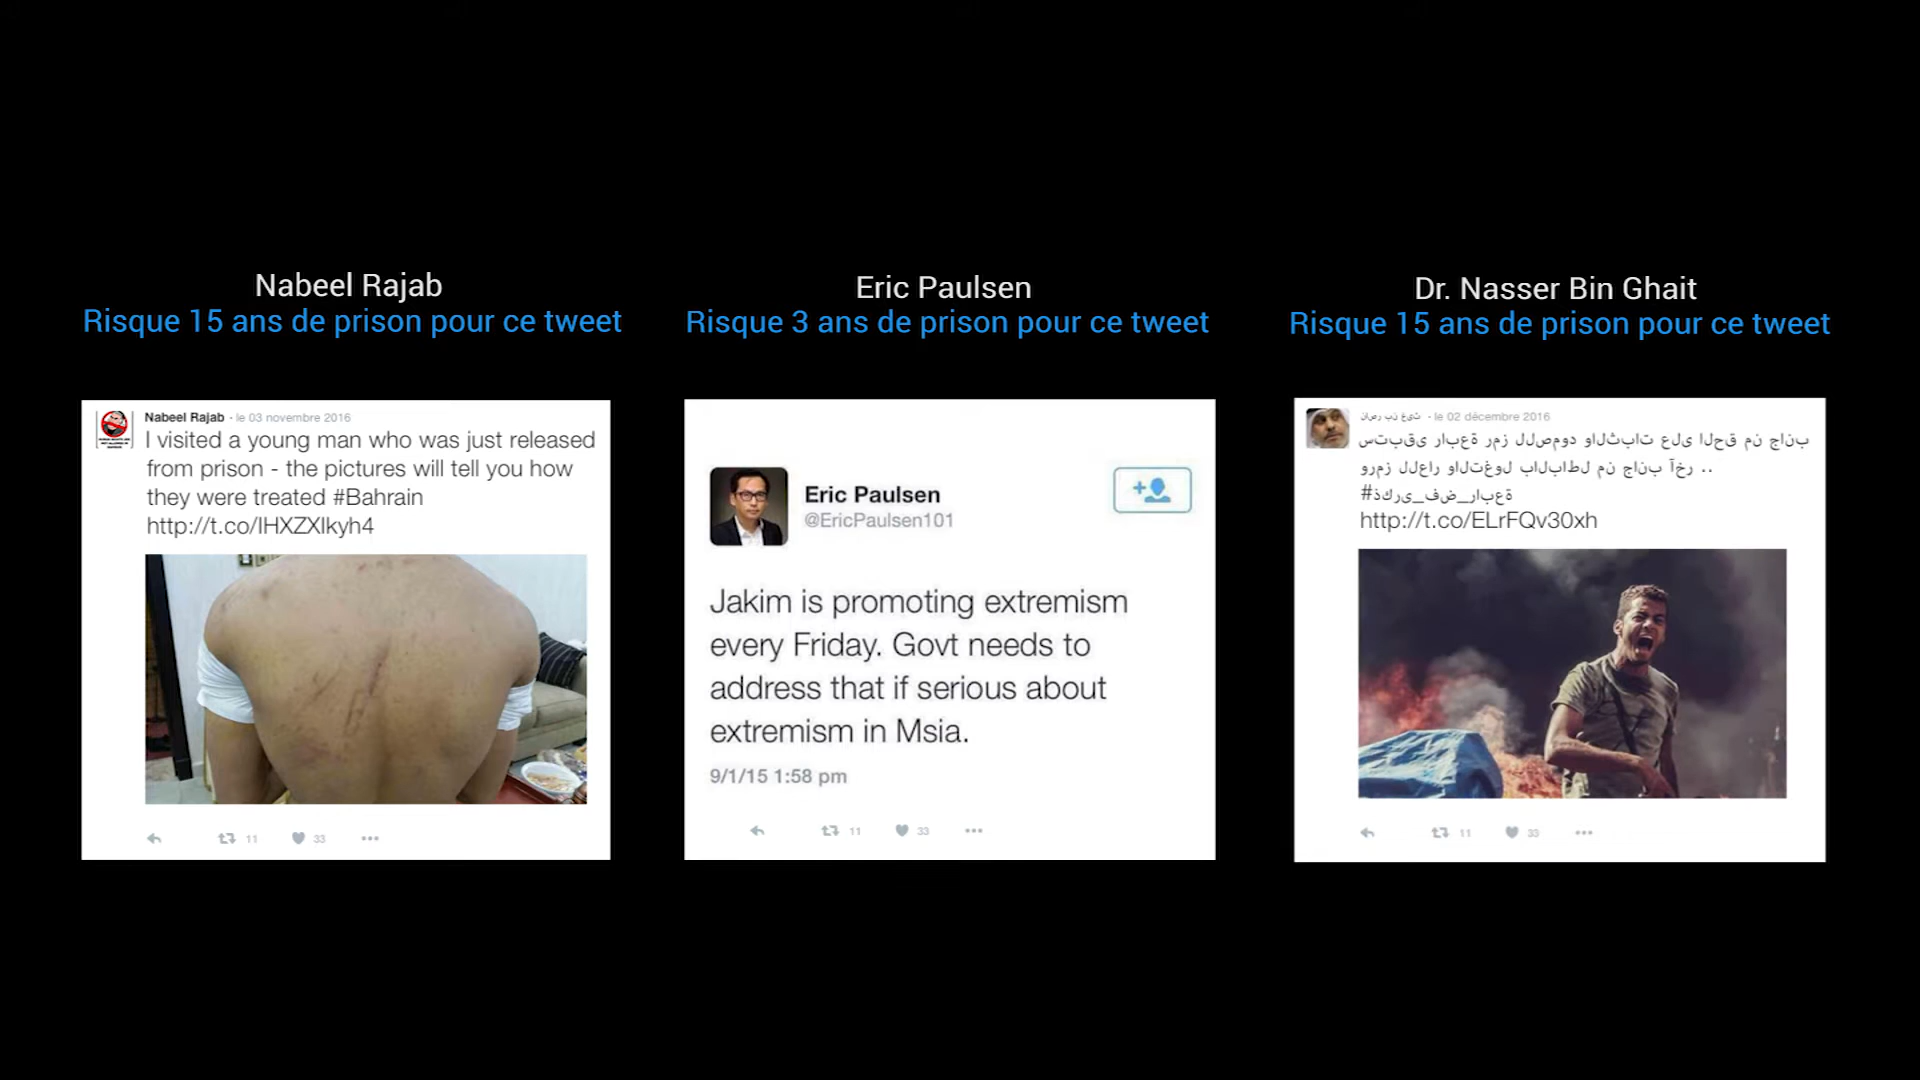 Nabeel Rajab
Risque 15 ans de prison pour ce tweet
Nabeel Rajab - le 03 novembre 2016
I visited a young man who was just released
from prison - the pictures will tell you how
they were treated #Bahrain
http://t.co/lHXZXlkyh4
11 33
Eric Paulsen
Risque 3 ans de prison pour ce tweet
Eric Paulsen
@EricPaulsen101
Jakim is promoting extremism
every Friday. Govt needs to
address that if serious about
extremism in Msia.
9/1/15 1:58 pm
11 33
Dr. Nasser Bin Ghait
Risque 15 ans de prison pour ce tweet
ناصر بن غيث - le 02 décembre 2016
ستبقى رابعة رمز للصمود والثبات على الحق من جانب
ورمز للعار والتغول بالباطل من جانب آخر ..
#ذكرى_فض_رابعة
http://t.co/ELrFQv30xh
11 33